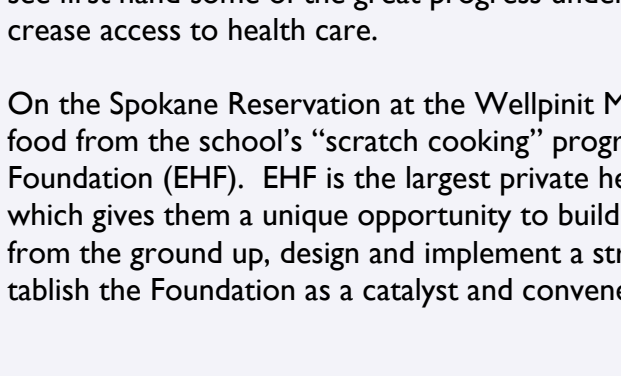 see first hand some of the great progress under
crease access to health care.
On the Spokane Reservation at the Wellpinit M
food from the school's “scratch cooking” progr
Foundation (EHF).  EHF is the largest private he
which gives them a unique opportunity to build
from the ground up, design and implement a str
tablish the Foundation as a catalyst and convene